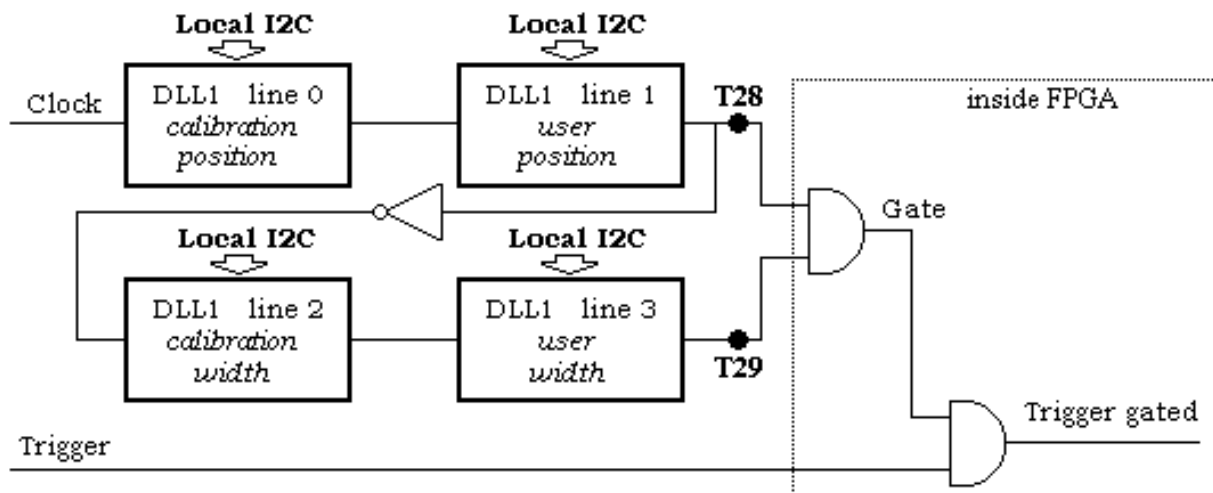 Local I2C
Local I2C
Clock
DLL1 line 0
calibration
position
DLL1 line 1
user
position
T28
inside FPGA
Gate
Local I2C
Local I2C
DLL1 line 2
calibration
width
DLL1 line 3
user
width
T29
Trigger
Trigger gated